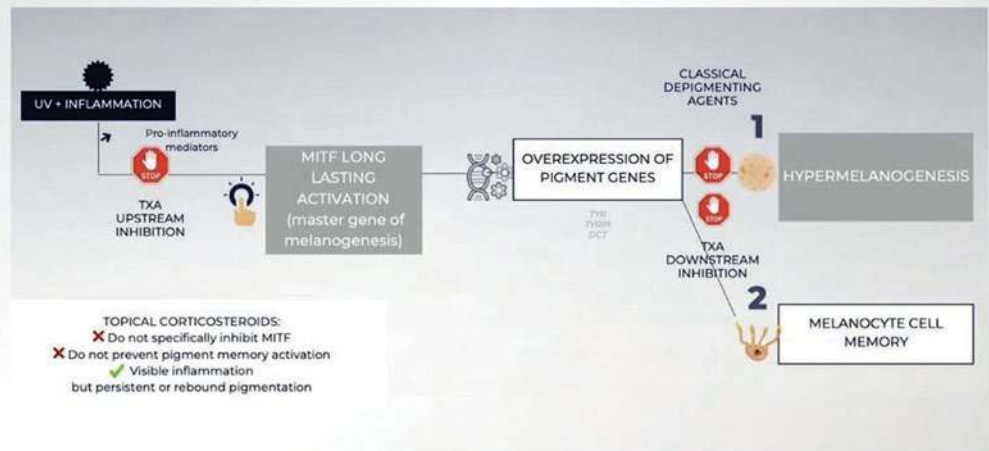 UV + INFLAMMATION
Pro-inflammatory
mediators
STOP
TXA
UPSTREAM
INHIBITION
MITF LONG
LASTING
ACTIVATION
(master gene of
melanogenesis)
OVEREXPRESSION OF
PIGMENT GENES
TYR
TYRP1
DCT
CLASSICAL
DEPIGMENTING
AGENTS
1
STOP
HYPERMELANOGENESIS
STOP
TXA
DOWNSTREAM
INHIBITION
2
MELANOCYTE CELL
MEMORY
TOPICAL CORTICOSTEROIDS:
❌ Do not specifically inhibit MITF
❌ Do not prevent pigment memory activation
✔ Visible inflammation
but persistent or rebound pigmentation